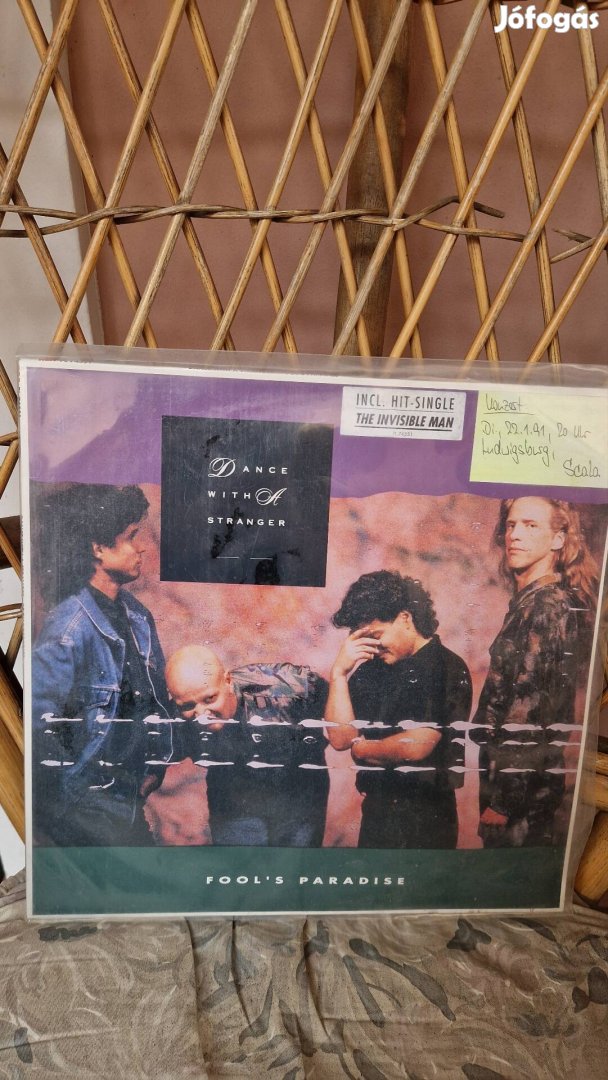 Jófogás
INCL. HIT-SINGLE
THE INVISIBLE MAN
Konzert
Di., 22.1.91, 20 Uhr
Ludwigsburg,
Scala
DANCE
WITH A
STRANGER
FOOL'S PARADISE